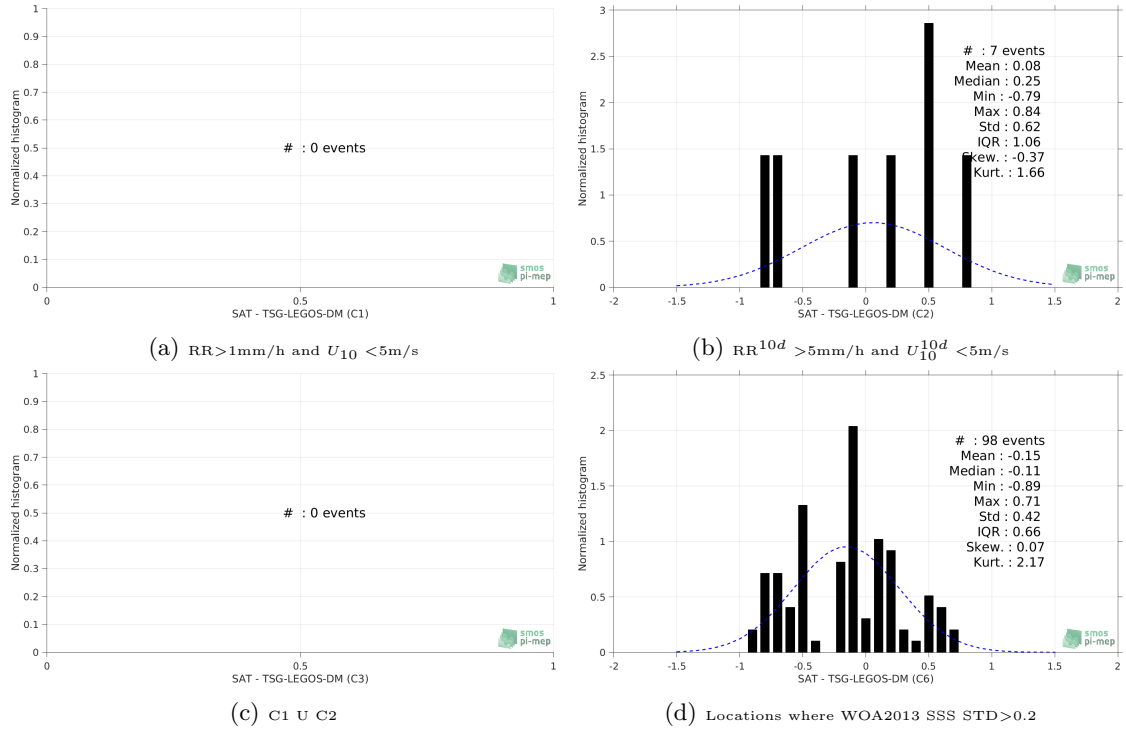 1
0.9
0.8
0.7
0.6
0.5
0.4
0.3
0.2
0.1
0
Normalized histogram
# : 0 events
smos
pi-mep
0 0.5 1
SAT - TSG-LEGOS-DM (C1)
(a) RR>1mm/h and U10 <5m/s
3
2.5
2
1.5
1
0.5
0
Normalized histogram
# : 7 events
Mean : 0.08
Median : 0.25
Min : -0.79
Max : 0.84
Std : 0.62
IQR : 1.06
Skew. : -0.37
Kurt. : 1.66
smos
pi-mep
-2 -1.5 -1 -0.5 0 0.5 1 1.5 2
SAT - TSG-LEGOS-DM (C2)
(b) RR^10d >5mm/h and U10^10d <5m/s
1
0.9
0.8
0.7
0.6
0.5
0.4
0.3
0.2
0.1
0
Normalized histogram
# : 0 events
smos
pi-mep
0 0.5 1
SAT - TSG-LEGOS-DM (C3)
(c) C1 U C2
2.5
2
1.5
1
0.5
0
Normalized histogram
# : 98 events
Mean : -0.15
Median : -0.11
Min : -0.89
Max : 0.71
Std : 0.42
IQR : 0.66
Skew. : 0.07
Kurt. : 2.17
smos
pi-mep
-2 -1.5 -1 -0.5 0 0.5 1 1.5 2
SAT - TSG-LEGOS-DM (C6)
(d) Locations where WOA2013 SSS STD>0.2